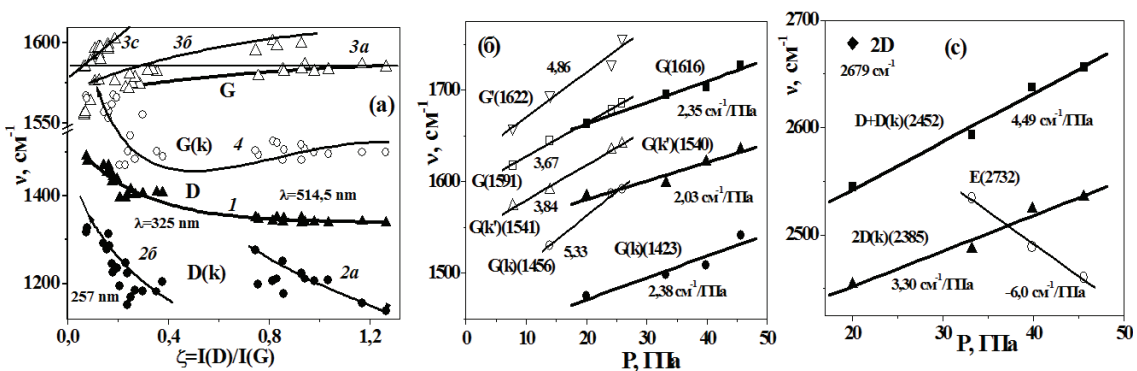 1600
1550
1400
1300
1200
1100
0,0
0,4
0,8
1,2
ν, см⁻¹
ζ=I(D)/I(G)
3с
3б
3а
G
(а)
G(k)
4
D
1
λ=514,5 nm
λ=325 nm
2б
D(k)
2а
257 nm
(б)
1700
1600
1500
0
10
20
30
40
50
ν, см⁻¹
P, ГПа
4,86
G'(1622)
G(1616)
2,35 см⁻¹/ГПа
3,67
G(k')(1540)
G(1591)
3,84
2,03 см⁻¹/ГПа
G(k')(1541)
G(k)(1423)
5,33
G(k)(1456)
2,38 см⁻¹/ГПа
2700
2600
2500
20
30
40
50
ν, см⁻¹
P, ГПа
2D
(с)
2679 см⁻¹
D+D(k)(2452)
4,49 см⁻¹/ГПа
E(2732)
2D(k)(2385)
3,30 см⁻¹/ГПа
–6,0 см⁻¹/ГПа